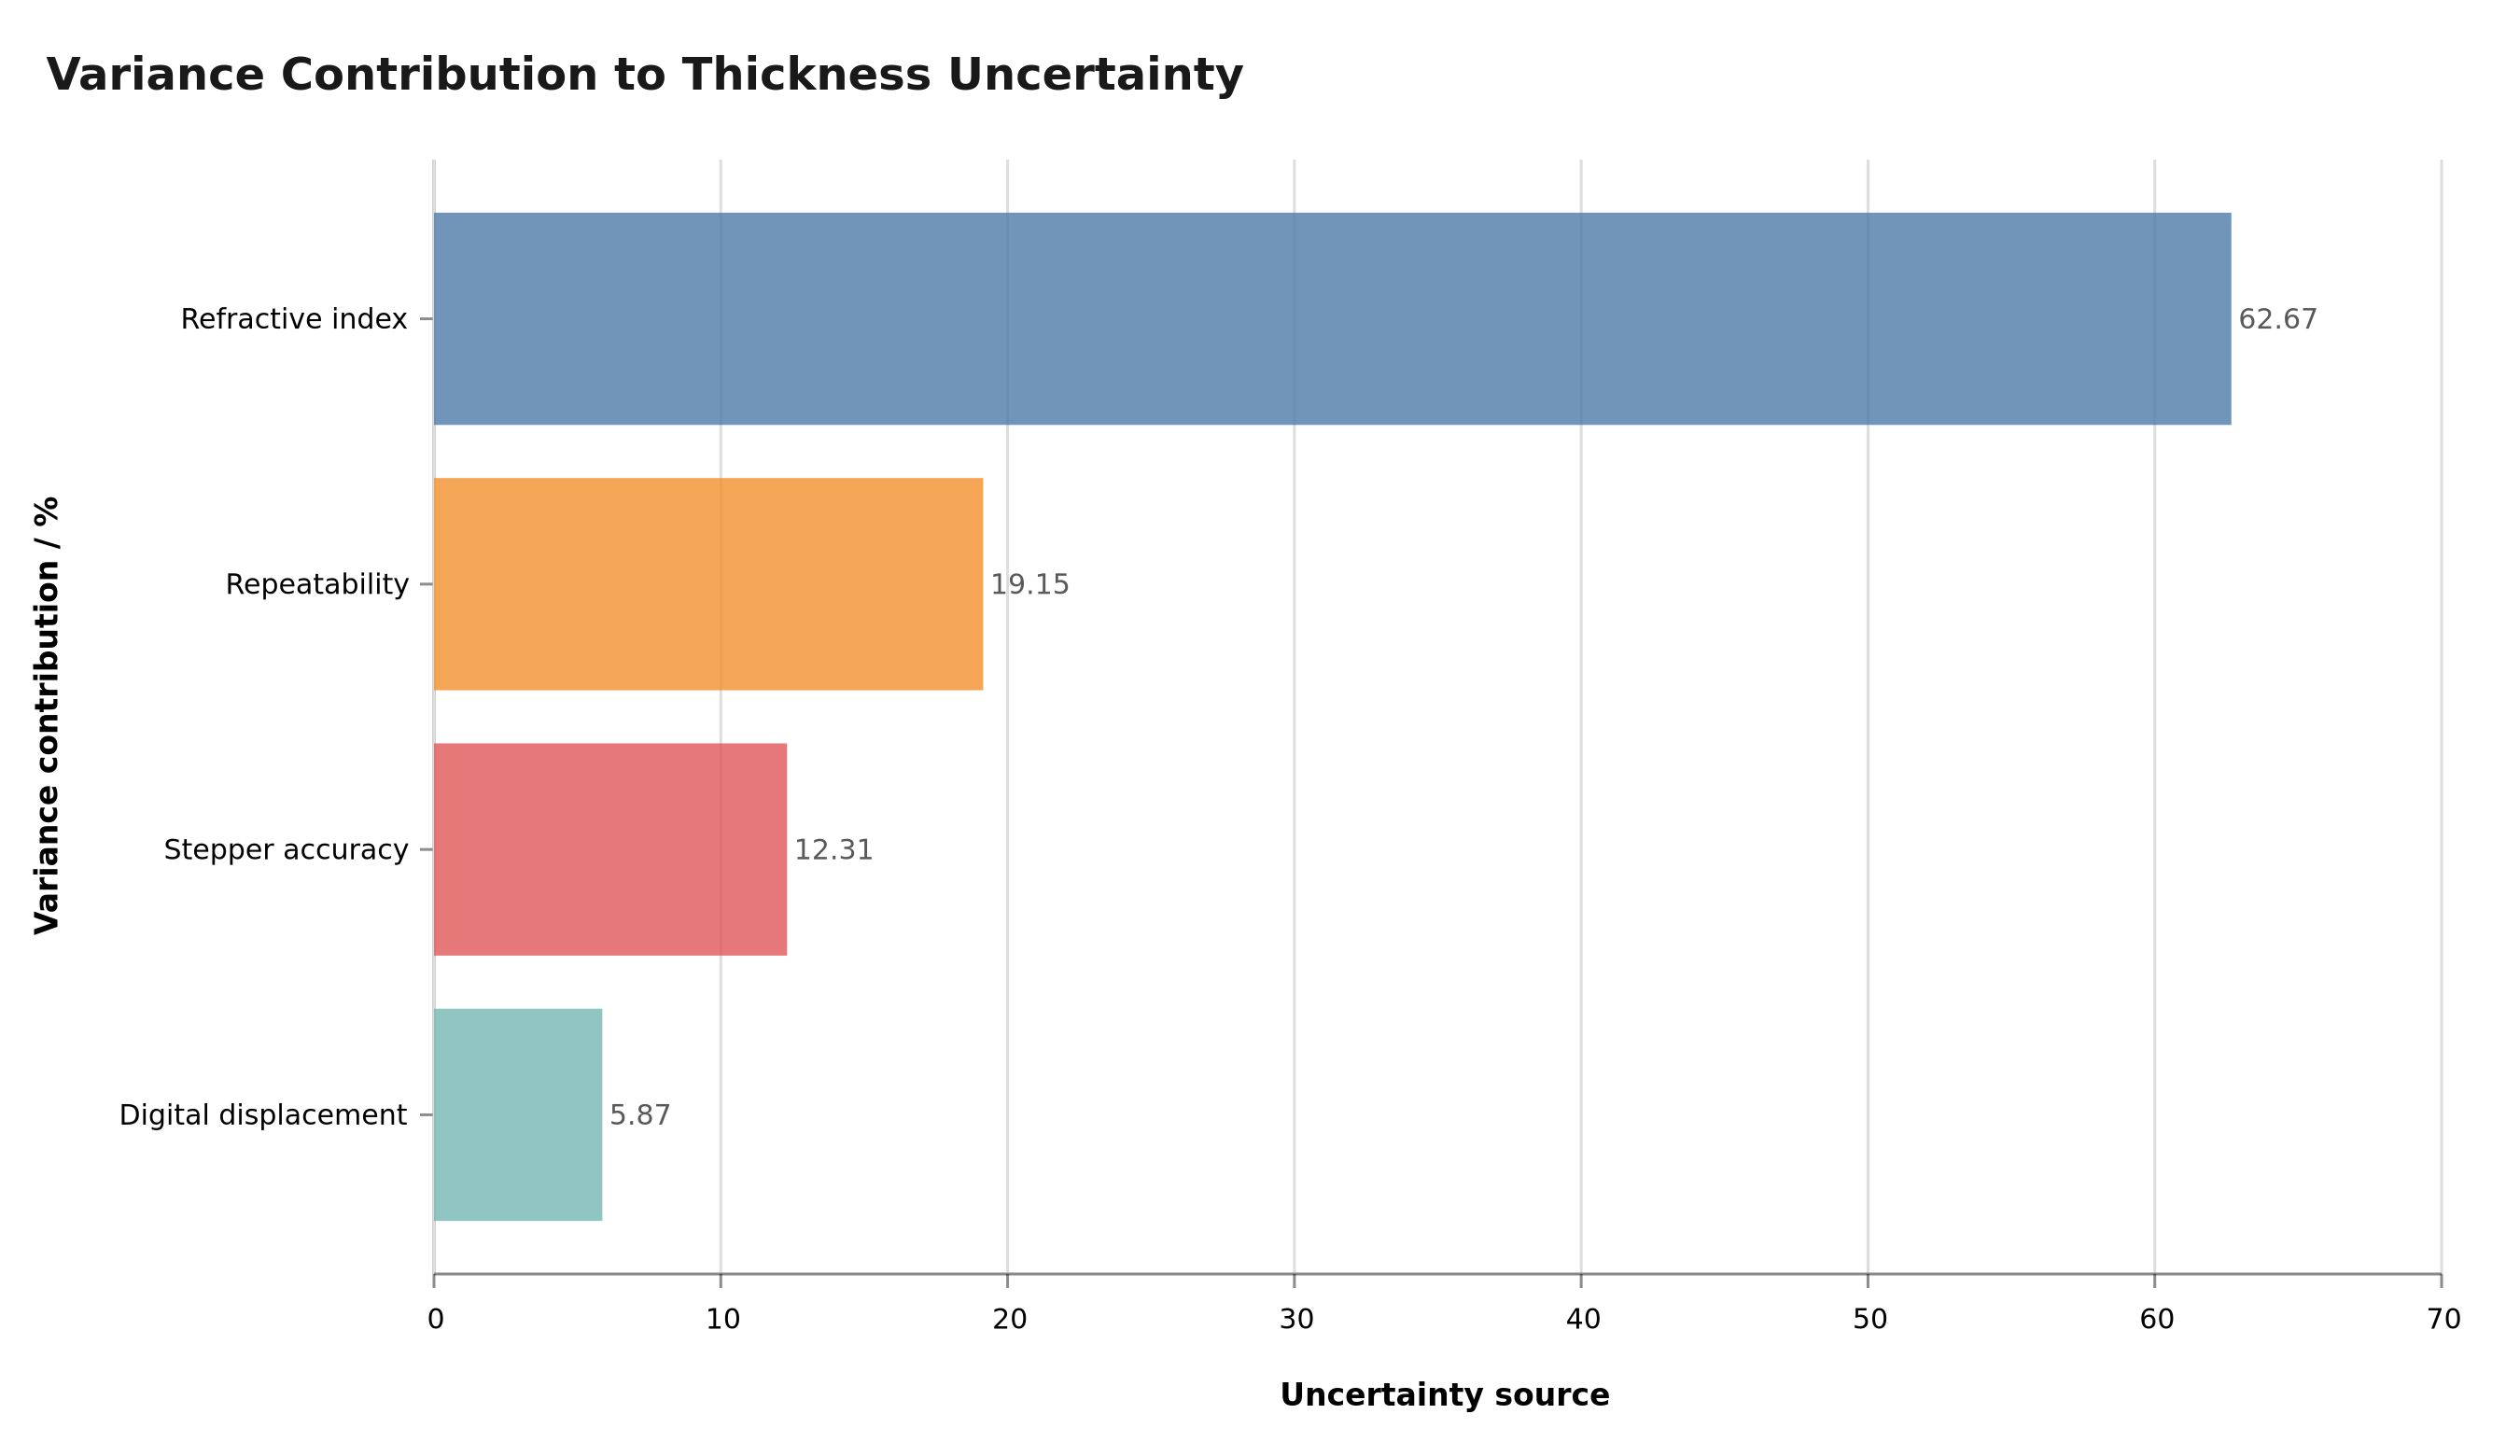 Variance Contribution to Thickness Uncertainty
Variance contribution / %
Refractive index
62.67
Repeatability
19.15
Stepper accuracy
12.31
Digital displacement
5.87
0 10 20 30 40 50 60 70
Uncertainty source